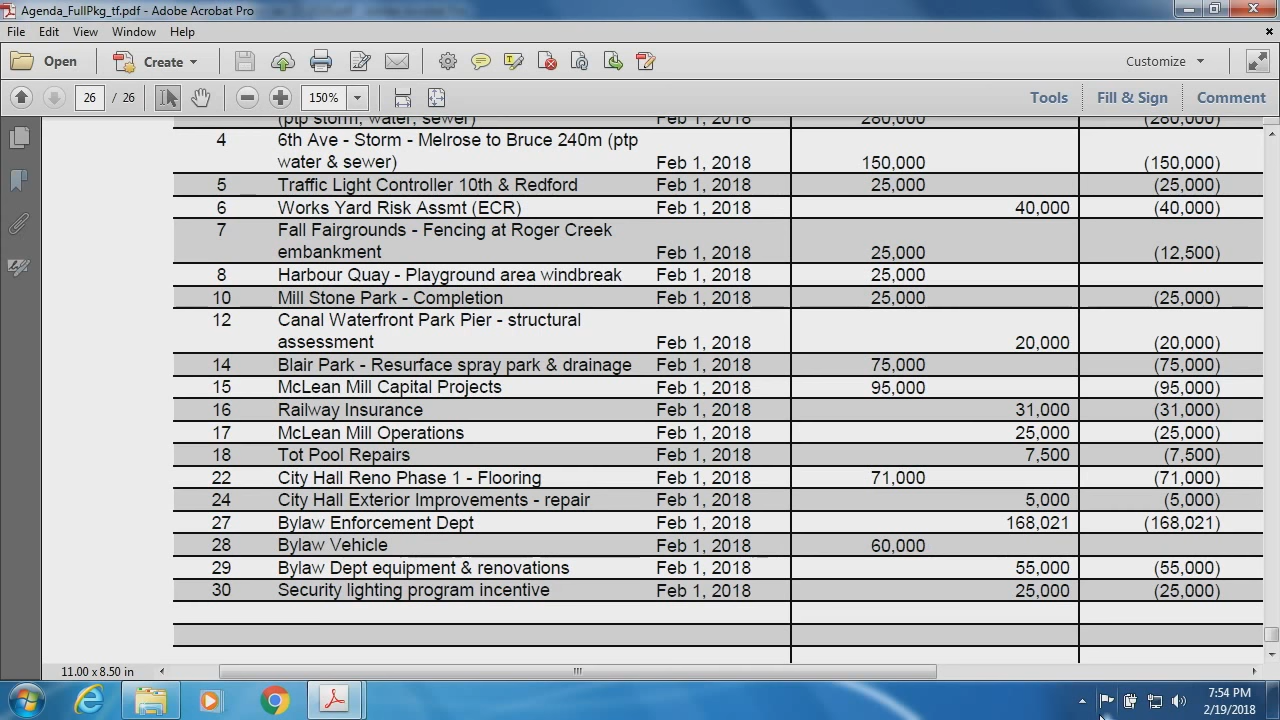 Agenda_FullPkg_tf.pdf - Adobe Acrobat Pro
File Edit View Window Help
Open Create Customize
26 / 26 150% Tools Fill & Sign Comment
(ptp storm, water, sewer) Feb 1, 2018 280,000 (280,000)
4 6th Ave - Storm - Melrose to Bruce 240m (ptp
water & sewer) Feb 1, 2018 150,000 (150,000)
5 Traffic Light Controller 10th & Redford Feb 1, 2018 25,000 (25,000)
6 Works Yard Risk Assmt (ECR) Feb 1, 2018 40,000 (40,000)
7 Fall Fairgrounds - Fencing at Roger Creek
embankment Feb 1, 2018 25,000 (12,500)
8 Harbour Quay - Playground area windbreak Feb 1, 2018 25,000
10 Mill Stone Park - Completion Feb 1, 2018 25,000 (25,000)
12 Canal Waterfront Park Pier - structural
assessment Feb 1, 2018 20,000 (20,000)
14 Blair Park - Resurface spray park & drainage Feb 1, 2018 75,000 (75,000)
15 McLean Mill Capital Projects Feb 1, 2018 95,000 (95,000)
16 Railway Insurance Feb 1, 2018 31,000 (31,000)
17 McLean Mill Operations Feb 1, 2018 25,000 (25,000)
18 Tot Pool Repairs Feb 1, 2018 7,500 (7,500)
22 City Hall Reno Phase 1 - Flooring Feb 1, 2018 71,000 (71,000)
24 City Hall Exterior Improvements - repair Feb 1, 2018 5,000 (5,000)
27 Bylaw Enforcement Dept Feb 1, 2018 168,021 (168,021)
28 Bylaw Vehicle Feb 1, 2018 60,000
29 Bylaw Dept equipment & renovations Feb 1, 2018 55,000 (55,000)
30 Security lighting program incentive Feb 1, 2018 25,000 (25,000)
11.00 x 8.50 in
7:54 PM
2/19/2018